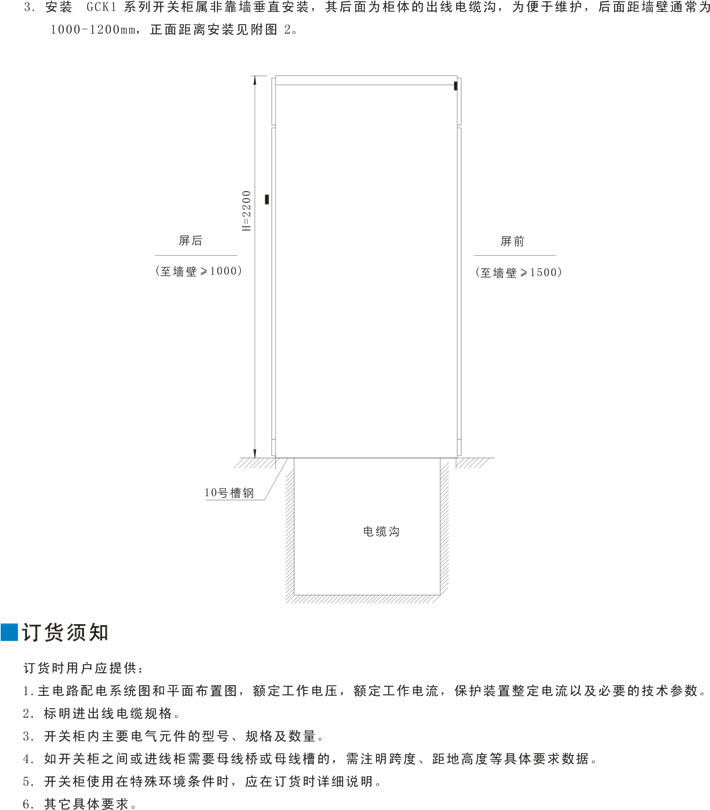 3. 安装 GCK1 系列开关柜属非靠墙垂直安装，其后面为柜体的出线电缆沟，为便于维护，后面距墙壁通常为
1000-1200mm，正面距离安装见附图 2。
H=2200
屏后
(至墙壁≥1000)
屏前
(至墙壁≥1500)
10号槽钢
电缆沟
订货须知
订货时用户应提供：
1.主电路配电系统图和平面布置图，额定工作电压，额定工作电流，保护装置整定电流以及必要的技术参数。
2. 标明进出线电缆规格。
3. 开关柜内主要电气元件的型号、规格及数量。
4. 如开关柜之间或进线柜需要母线桥或母线槽的，需注明跨度、距地高度等具体要求数据。
5. 开关柜使用在特殊环境条件时，应在订货时详细说明。
6. 其它具体要求。